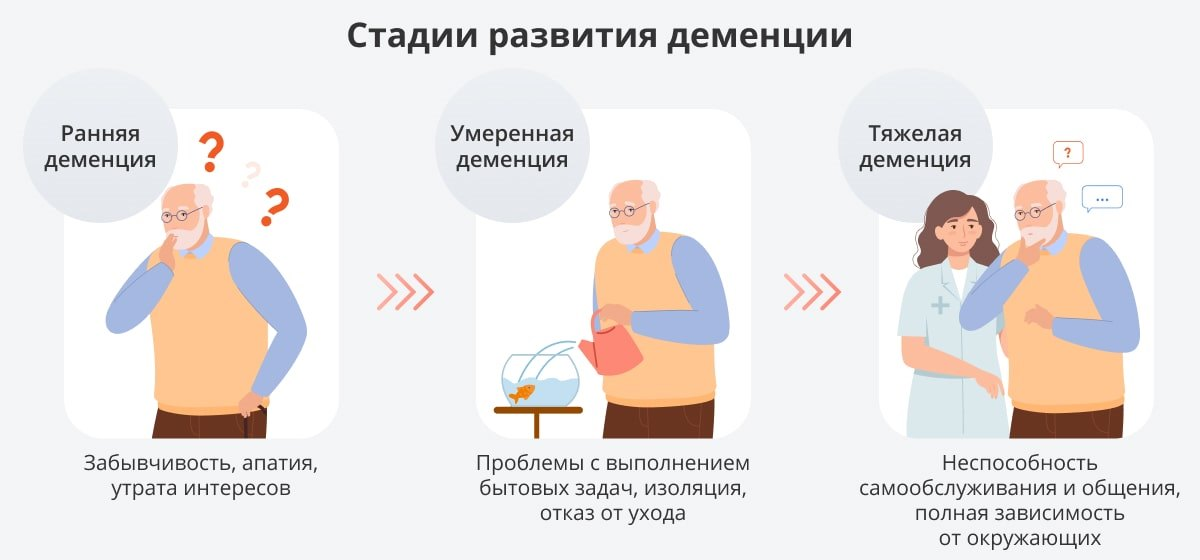 Стадии развития деменции
Ранняя
деменция
?
?
?
Забывчивость, апатия,
утрата интересов
Умеренная
деменция
Проблемы с выполнением
бытовых задач, изоляция,
отказ от ухода
Тяжелая
деменция
?
...
Неспособность
самообслуживания и общения,
полная зависимость
от окружающих